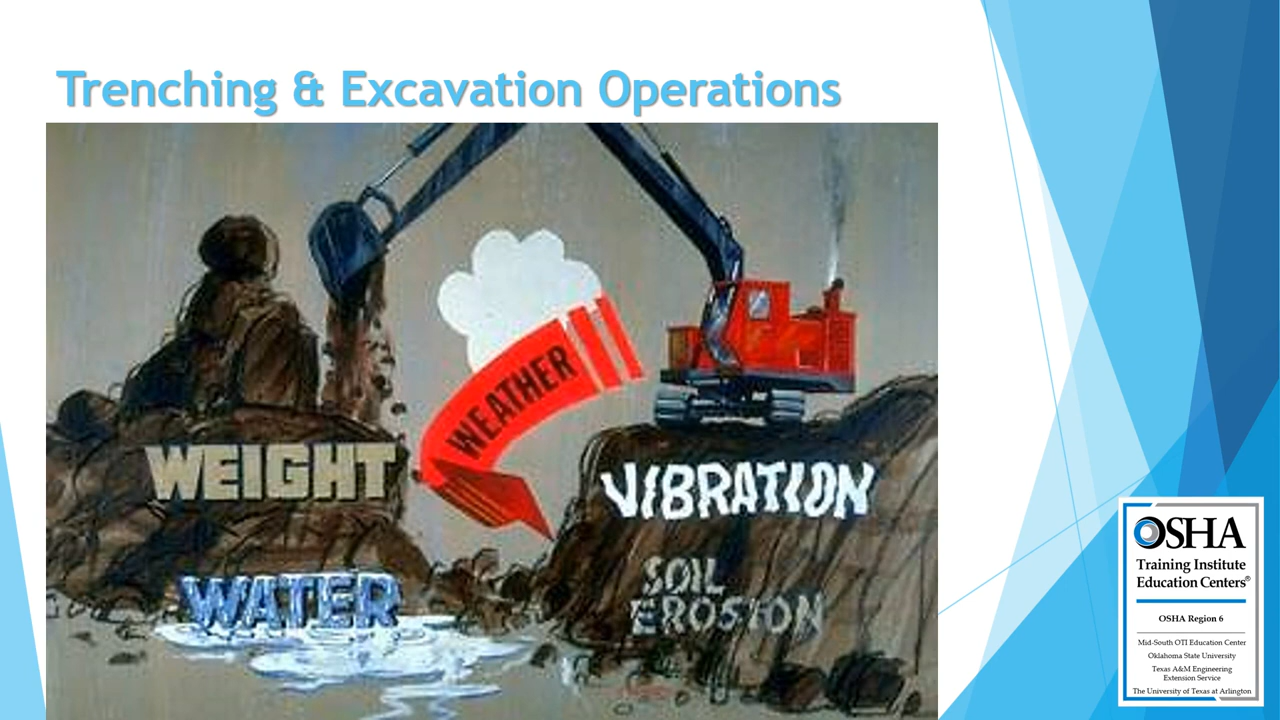 Trenching & Excavation Operations
WEATHER
WEIGHT
VIBRATION
WATER
SOIL
EROSION
OSHA
Training Institute
Education Centers®
OSHA Region 6
Mid-South OTI Education Center
Oklahoma State University
Texas A&M Engineering
Extension Service
The University of Texas at Arlington